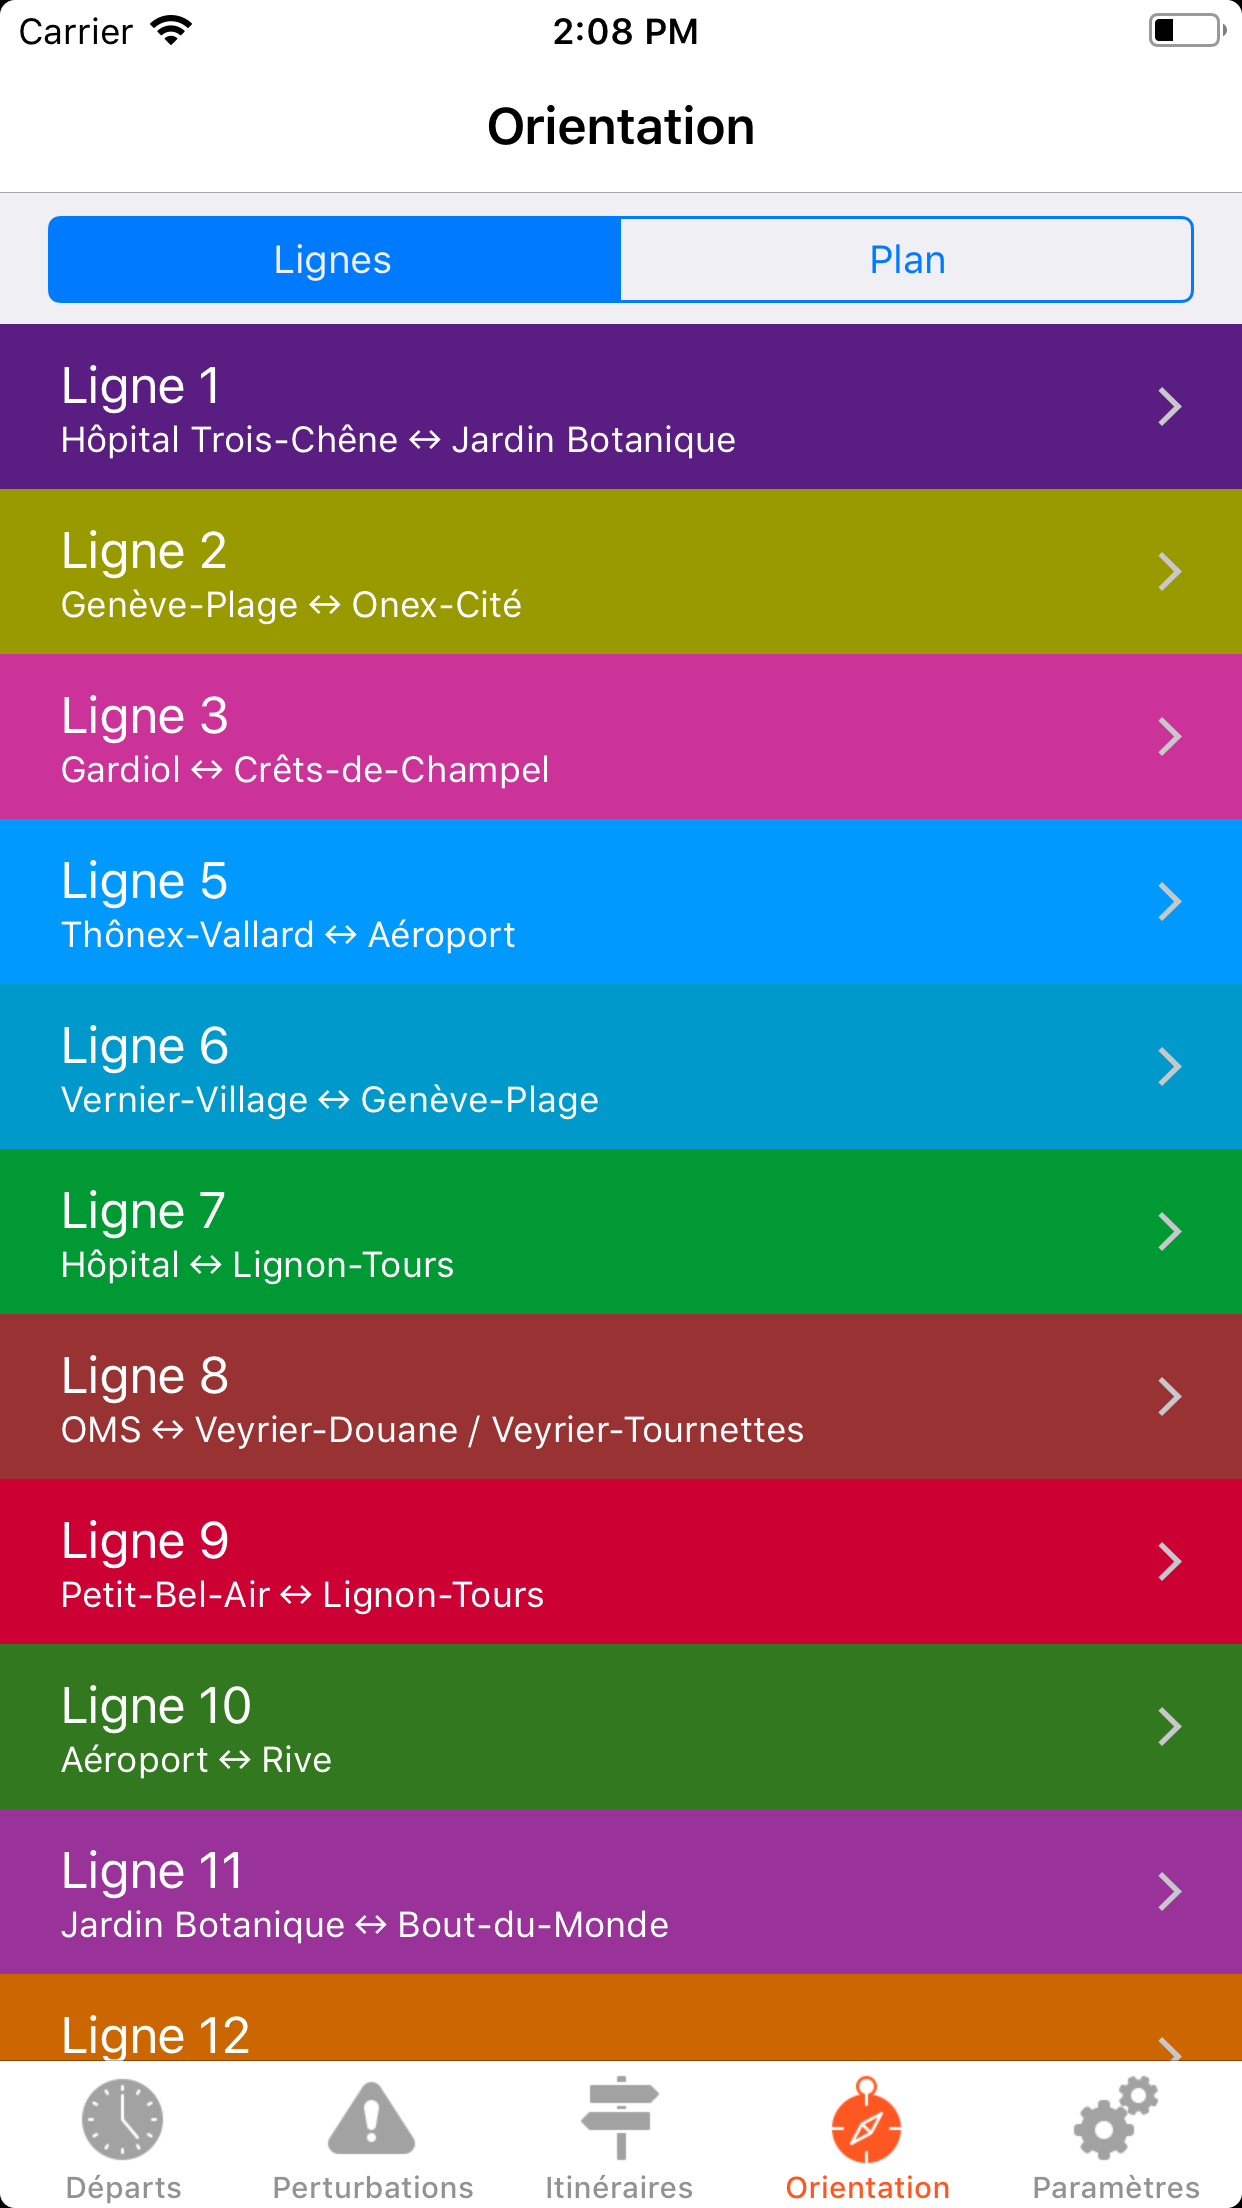 Carrier 2:08 PM
Orientation
Lignes Plan
Ligne 1
Hôpital Trois-Chêne ↔ Jardin Botanique
Ligne 2
Genève-Plage ↔ Onex-Cité
Ligne 3
Gardiol ↔ Crêts-de-Champel
Ligne 5
Thônex-Vallard ↔ Aéroport
Ligne 6
Vernier-Village ↔ Genève-Plage
Ligne 7
Hôpital ↔ Lignon-Tours
Ligne 8
OMS ↔ Veyrier-Douane / Veyrier-Tournettes
Ligne 9
Petit-Bel-Air ↔ Lignon-Tours
Ligne 10
Aéroport ↔ Rive
Ligne 11
Jardin Botanique ↔ Bout-du-Monde
Ligne 12
Départs Perturbations Itinéraires Orientation Paramètres